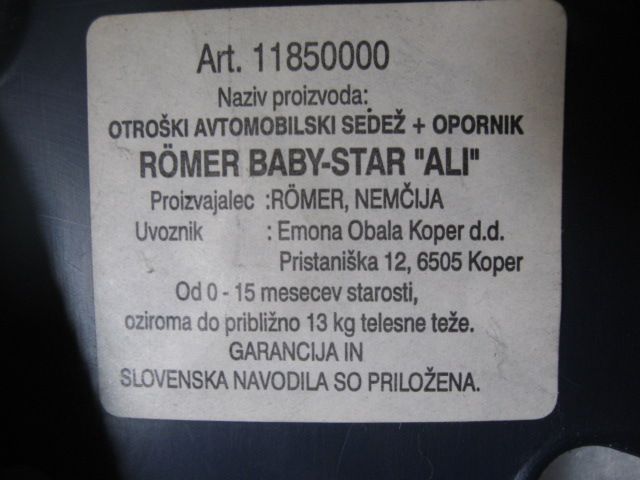 Art. 11850000
Naziv proizvoda:
OTROŠKI AVTOMOBILSKI SEDEŽ + OPORNIK
RÖMER BABY-STAR "ALI"
Proizvajalec :RÖMER, NEMČIJA
Uvoznik : Emona Obala Koper d.d.
Pristaniška 12, 6505 Koper
Od 0 - 15 mesecev starosti,
oziroma do približno 13 kg telesne teže.
GARANCIJA IN
SLOVENSKA NAVODILA SO PRILOŽENA.